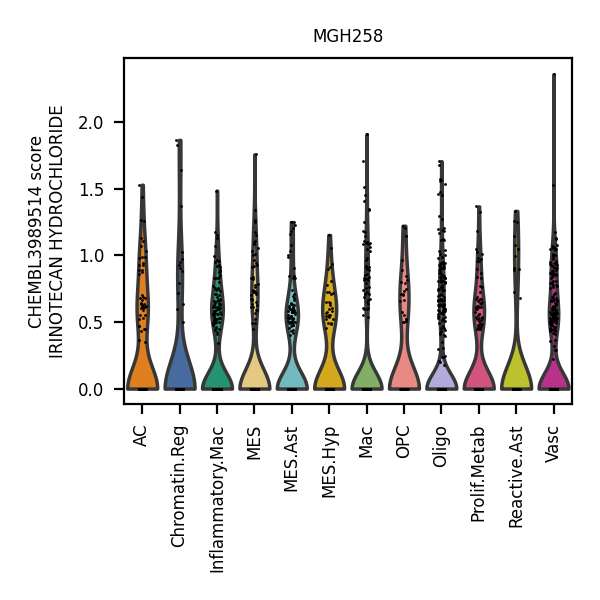 MGH258
CHEMBL3989514 score
IRINOTECAN HYDROCHLORIDE
2.0
1.5
1.0
0.5
0.0
AC
Chromatin.Reg
Inflammatory.Mac
MES
MES.Ast
MES.Hyp
Mac
OPC
Oligo
Prolif.Metab
Reactive.Ast
Vasc